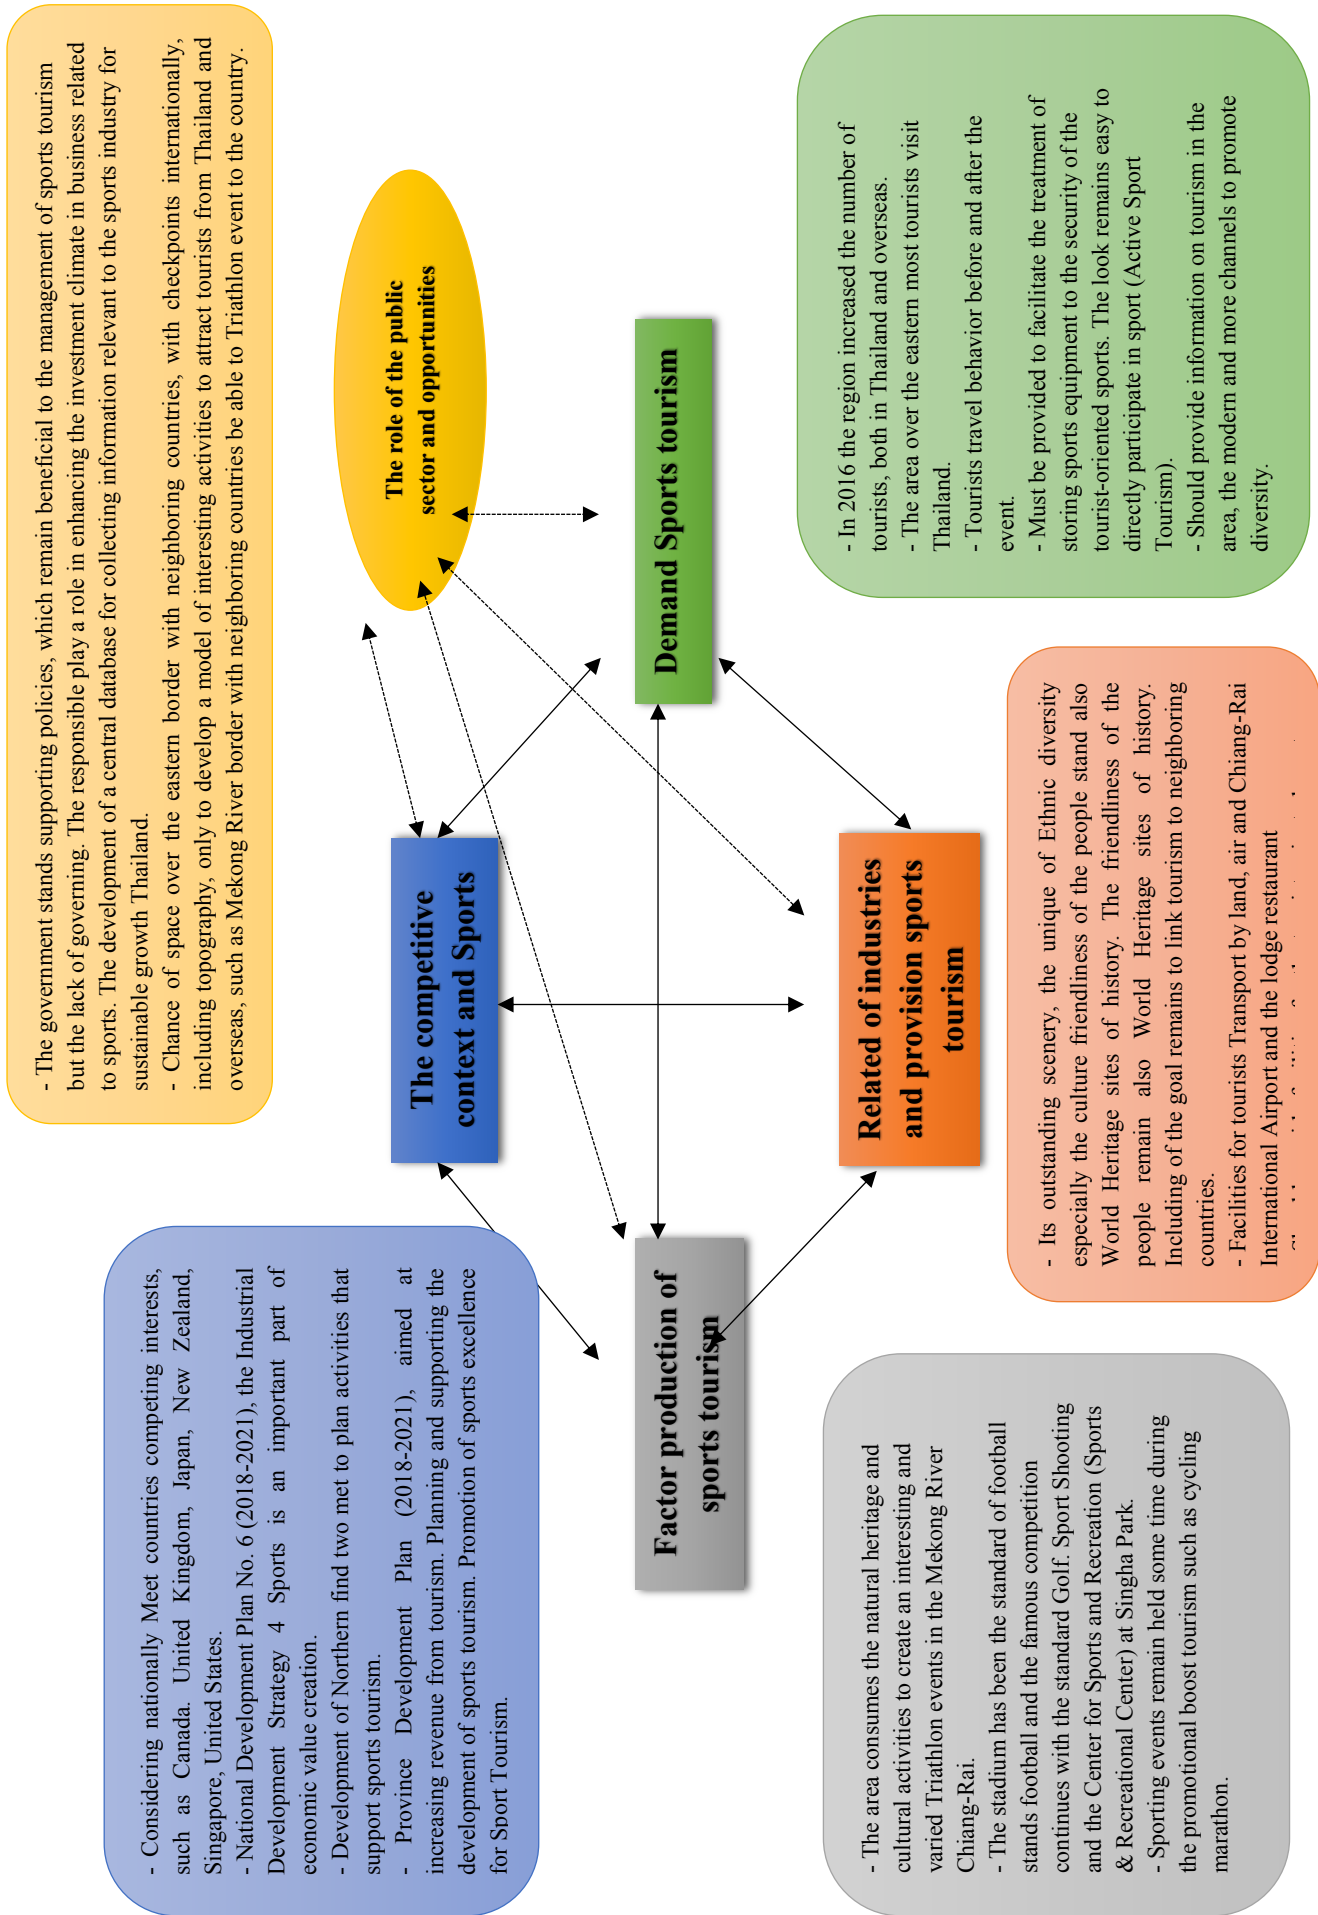 - Considering nationally Meet countries competing interests,
such as Canada. United Kingdom, Japan, New Zealand,
Singapore, United States.
- National Development Plan No. 6 (2018-2021), the Industrial
Development Strategy 4 Sports is an important part of
economic value creation.
- Development of Northern find two met to plan activities that
support sports tourism.
- Province Development Plan (2018-2021), aimed at
increasing revenue from tourism. Planning and supporting the
development of sports tourism. Promotion of sports excellence
for Sport Tourism.
- The government stands supporting policies, which remain beneficial to the management of sports tourism
but the lack of governing. The responsible play a role in enhancing the investment climate in business related
to sports. The development of a central database for collecting information relevant to the sports industry for
sustainable growth Thailand.
- Chance of space over the eastern border with neighboring countries, with checkpoints internationally,
including topography, only to develop a model of interesting activities to attract tourists from Thailand and
overseas, such as Mekong River border with neighboring countries be able to Triathlon event to the country.
The role of the public
sector and opportunities
The competitive
context and Sports
Factor production of
sports tourism
Demand Sports tourism
Related of industries
and provision sports
tourism
- The area consumes the natural heritage and
cultural activities to create an interesting and
varied Triathlon events in the Mekong River
Chiang-Rai.
- The stadium has been the standard of football
stands football and the famous competition
continues with the standard Golf. Sport Shooting
and the Center for Sports and Recreation (Sports
& Recreational Center) at Singha Park.
- Sporting events remain held some time during
the promotional boost tourism such as cycling
marathon.
- Its outstanding scenery, the unique of Ethnic diversity
especially the culture friendliness of the people stand also
World Heritage sites of history. The friendliness of the
people remain also World Heritage sites of history.
Including of the goal remains to link tourism to neighboring
countries.
- Facilities for tourists Transport by land, air and Chiang-Rai
International Airport and the lodge restaurant
- In 2016 the region increased the number of
tourists, both in Thailand and overseas.
- The area over the eastern most tourists visit
Thailand.
- Tourists travel behavior before and after the
event.
- Must be provided to facilitate the treatment of
storing sports equipment to the security of the
tourist-oriented sports. The look remains easy to
directly participate in sport (Active Sport
Tourism).
- Should provide information on tourism in the
area, the modern and more channels to promote
diversity.